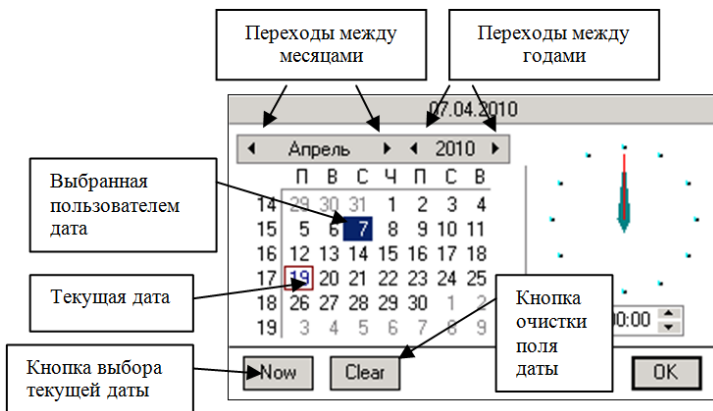 Переходы между
месяцами
Переходы между
годами
07.04.2010
Апрель 2010
П В С Ч П С В
Выбранная
пользователем
дата
14 29 30 31 1 2 3 4
15 5 6 7 8 9 10 11
16 12 13 14 15 16 17 18
17 19 20 21 22 23 24 25
18 26 27 28 29 30 1 2
19 3 4 5 6 7 8 9
Текущая дата
Кнопка
очистки
поля
даты
00:00
Кнопка выбора
текущей даты
Now Clear OK